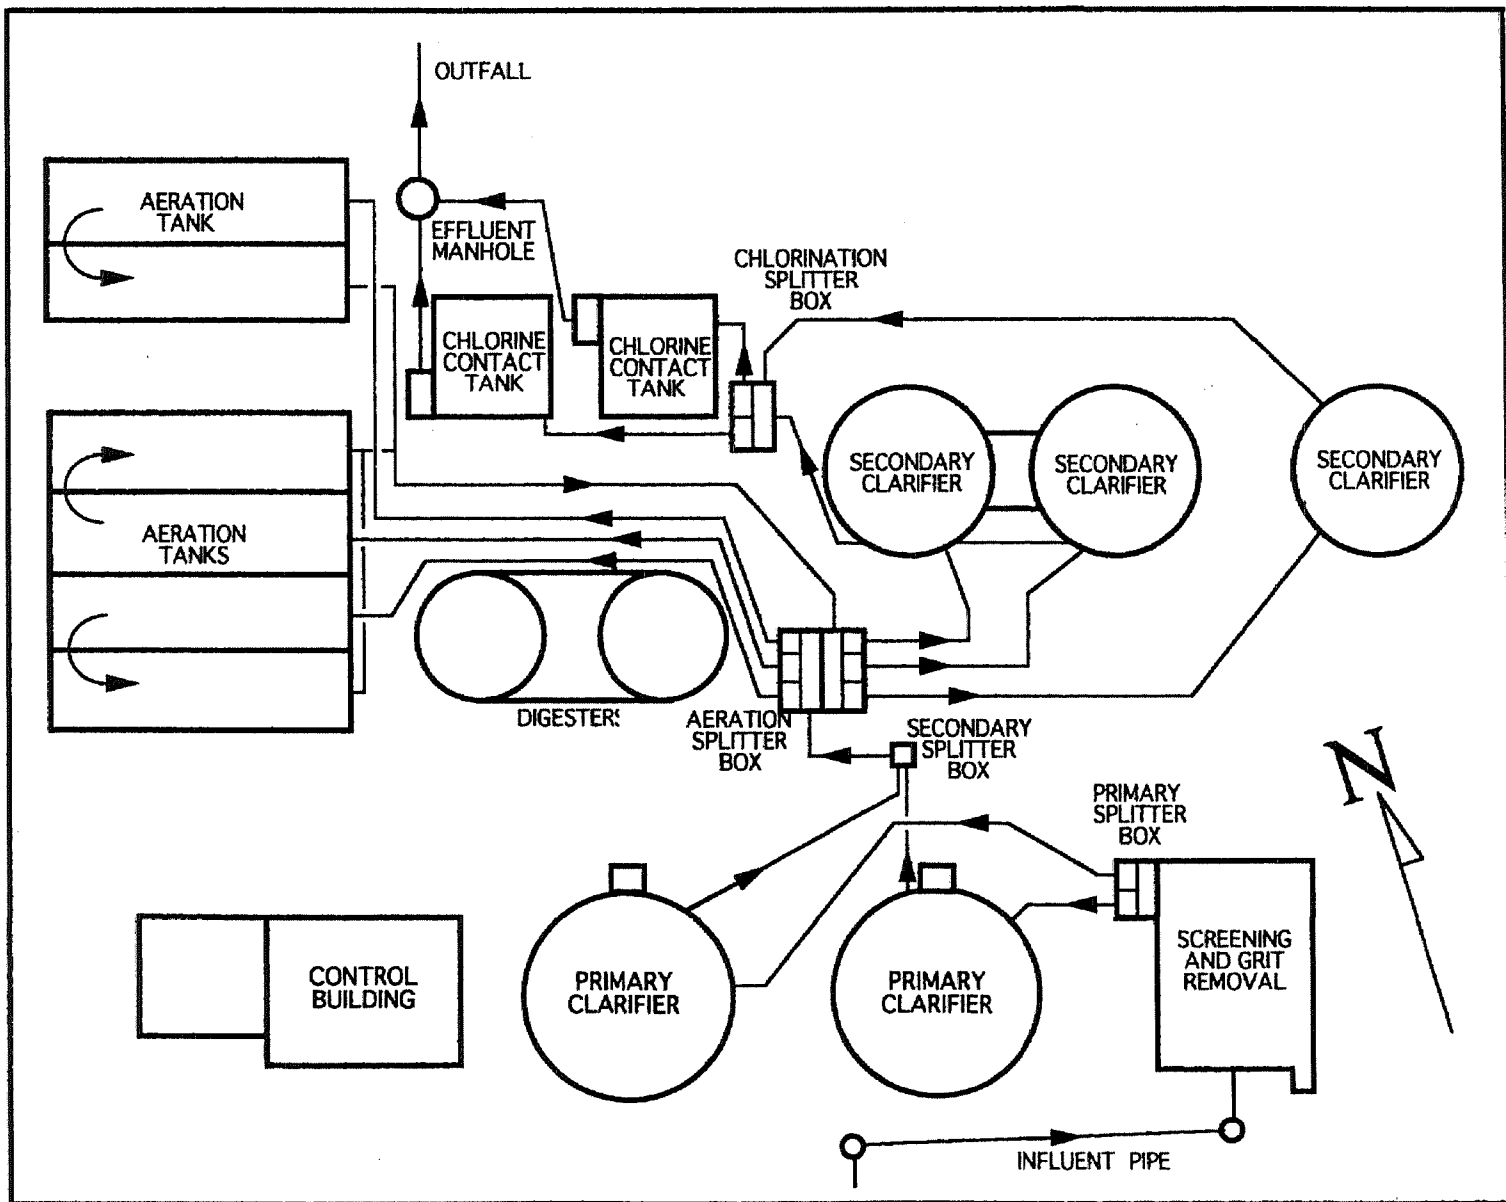 OUTFALL
AERATION
TANK
EFFLUENT
MANHOLE
CHLORINATION
SPLITTER
BOX
CHLORINE
CONTACT
TANK
CHLORINE
CONTACT
TANK
SECONDARY
CLARIFIER
SECONDARY
CLARIFIER
SECONDARY
CLARIFIER
AERATION
TANKS
DIGESTERS
AERATION
SPLITTER
BOX
SECONDARY
SPLITTER
BOX
N
PRIMARY
SPLITTER
BOX
CONTROL
BUILDING
PRIMARY
CLARIFIER
PRIMARY
CLARIFIER
SCREENING
AND GRIT
REMOVAL
INFLUENT PIPE